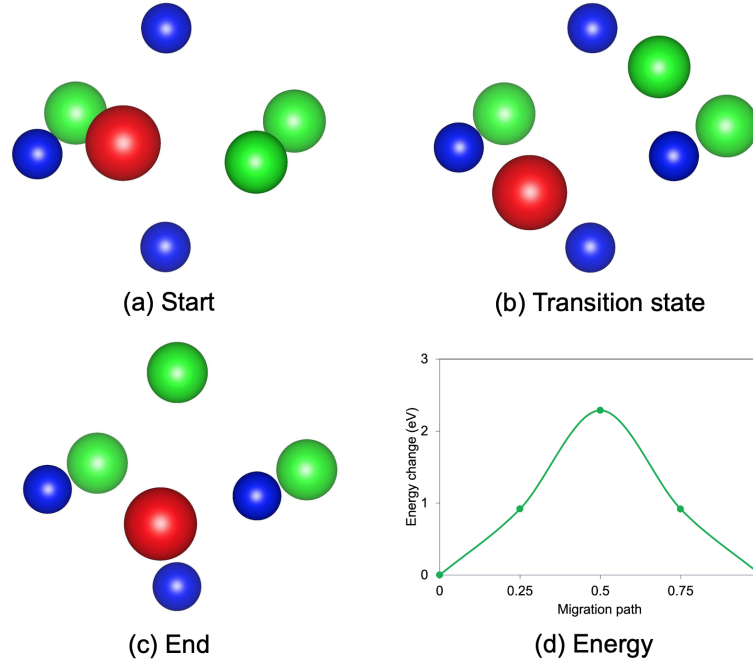 (a) Start
(b) Transition state
3
2
1
0
Energy change (eV)
0
0.25
0.5
0.75
Migration path
(c) End
(d) Energy